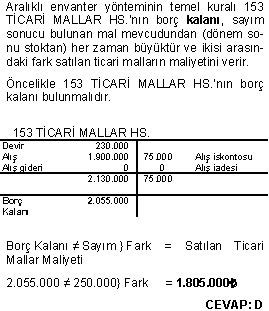 Aralıklı envanter yönteminin temel kuralı 153
TİCARİ MALLAR HS.'nın borç kalanı, sayım
sonucu bulunan mal mevcudundan (dönem so-
nu stoktan) her zaman büyüktür ve ikisi arasın-
daki fark satılan ticari malların maliyetini verir.
Öncelikle 153 TİCARİ MALLAR HS.'nın borç
kalanı bulunmalıdır.
153 TİCARİ MALLAR HS.
Devir 230.000
Alış 1.900.000 75.000 Alış iskontosu
Alış gideri 0 0 Alış iadesi
2.130.000 75.000
Borç 2.055.000
Kalanı
Borç Kalanı ≠ Sayım } Fark = Satılan Ticari
Mallar Maliyeti
2.055.000 ≠ 250.000} Fark = 1.805.000₺
CEVAP: D